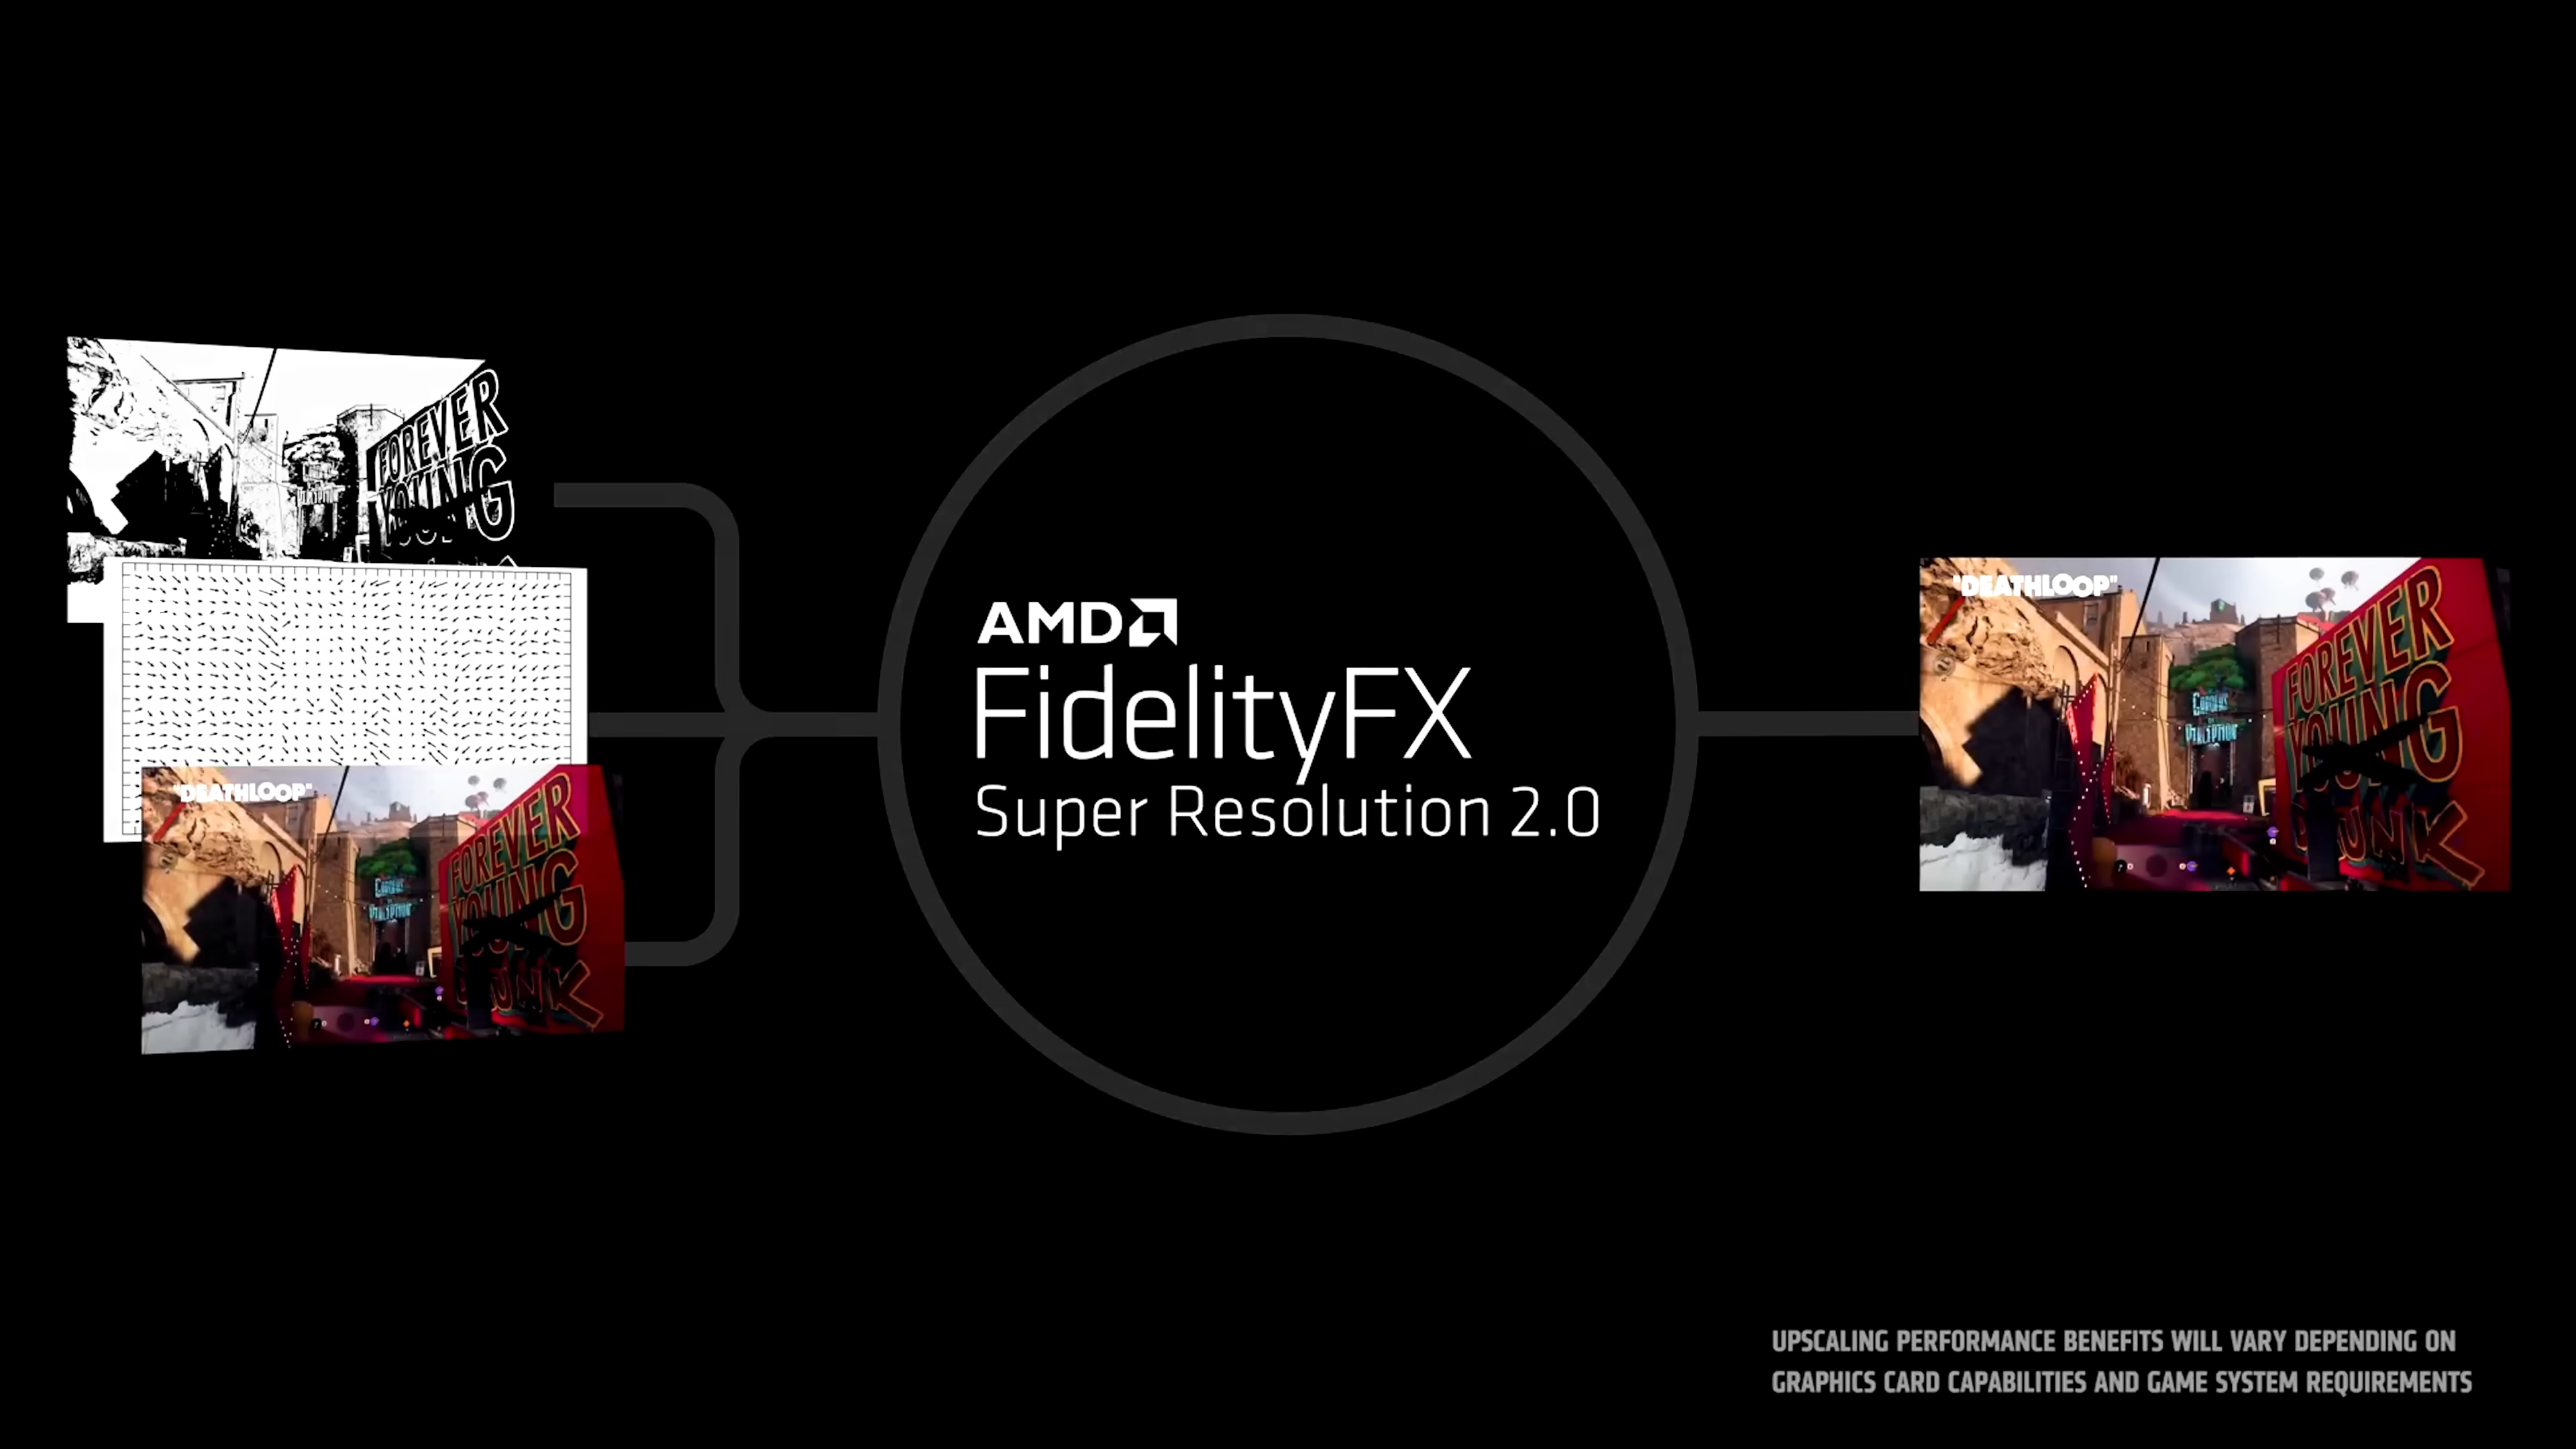 FOREVER
YOUNG
"DEATHLOOP"
FOREVER
YOUNG
AMD
FidelityFX
Super Resolution 2.0
"DEATHLOOP"
FOREVER
YOUNG
UPSCALING PERFORMANCE BENEFITS WILL VARY DEPENDING ON
GRAPHICS CARD CAPABILITIES AND GAME SYSTEM REQUIREMENTS